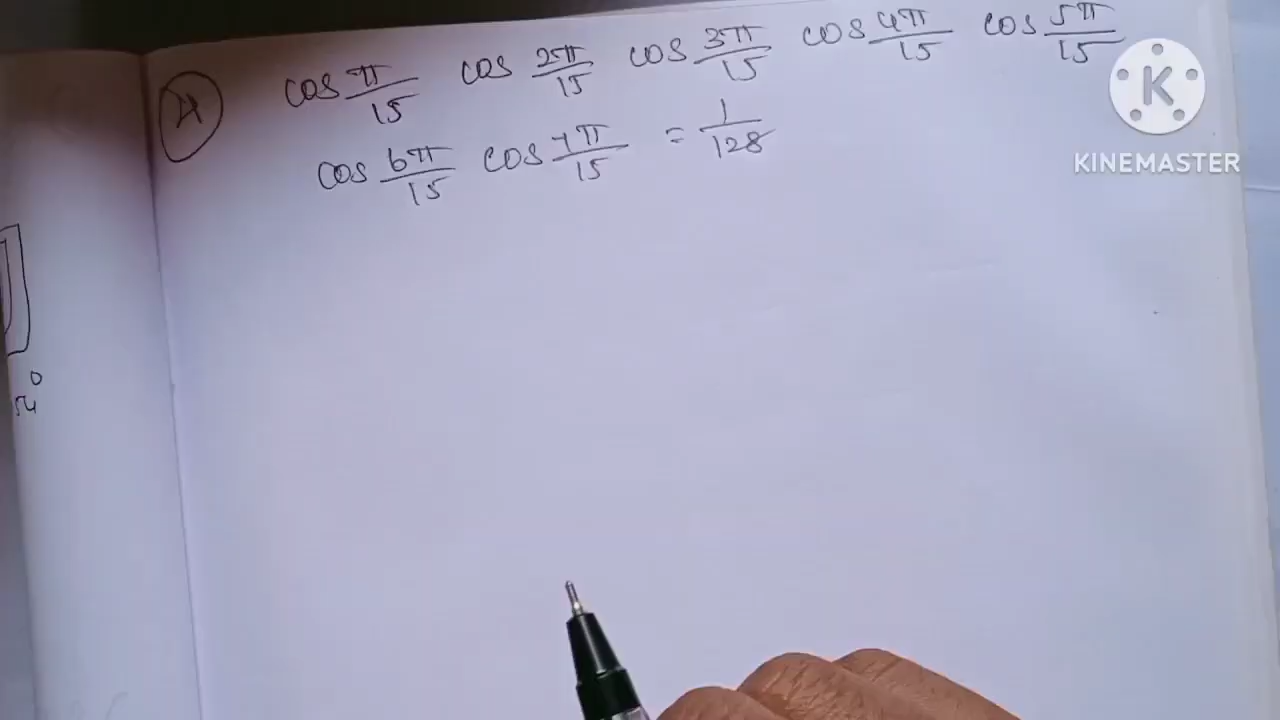 cos π/15 cos 2π/15 cos 3π/15 cos 4π/15 cos 5π/15
cos 6π/15 cos 7π/15 = 1/128
K
KINEMASTER